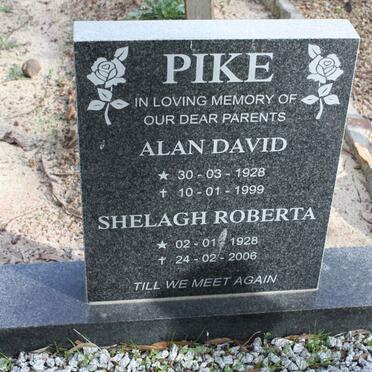 PIKE
IN LOVING MEMORY OF
OUR DEAR PARENTS
ALAN DAVID
★ 30 - 03 - 1928
✝ 10 - 01 - 1999
SHELAGH ROBERTA
★ 02 - 01 - 1928
✝ 24 - 02 - 2006
TILL WE MEET AGAIN